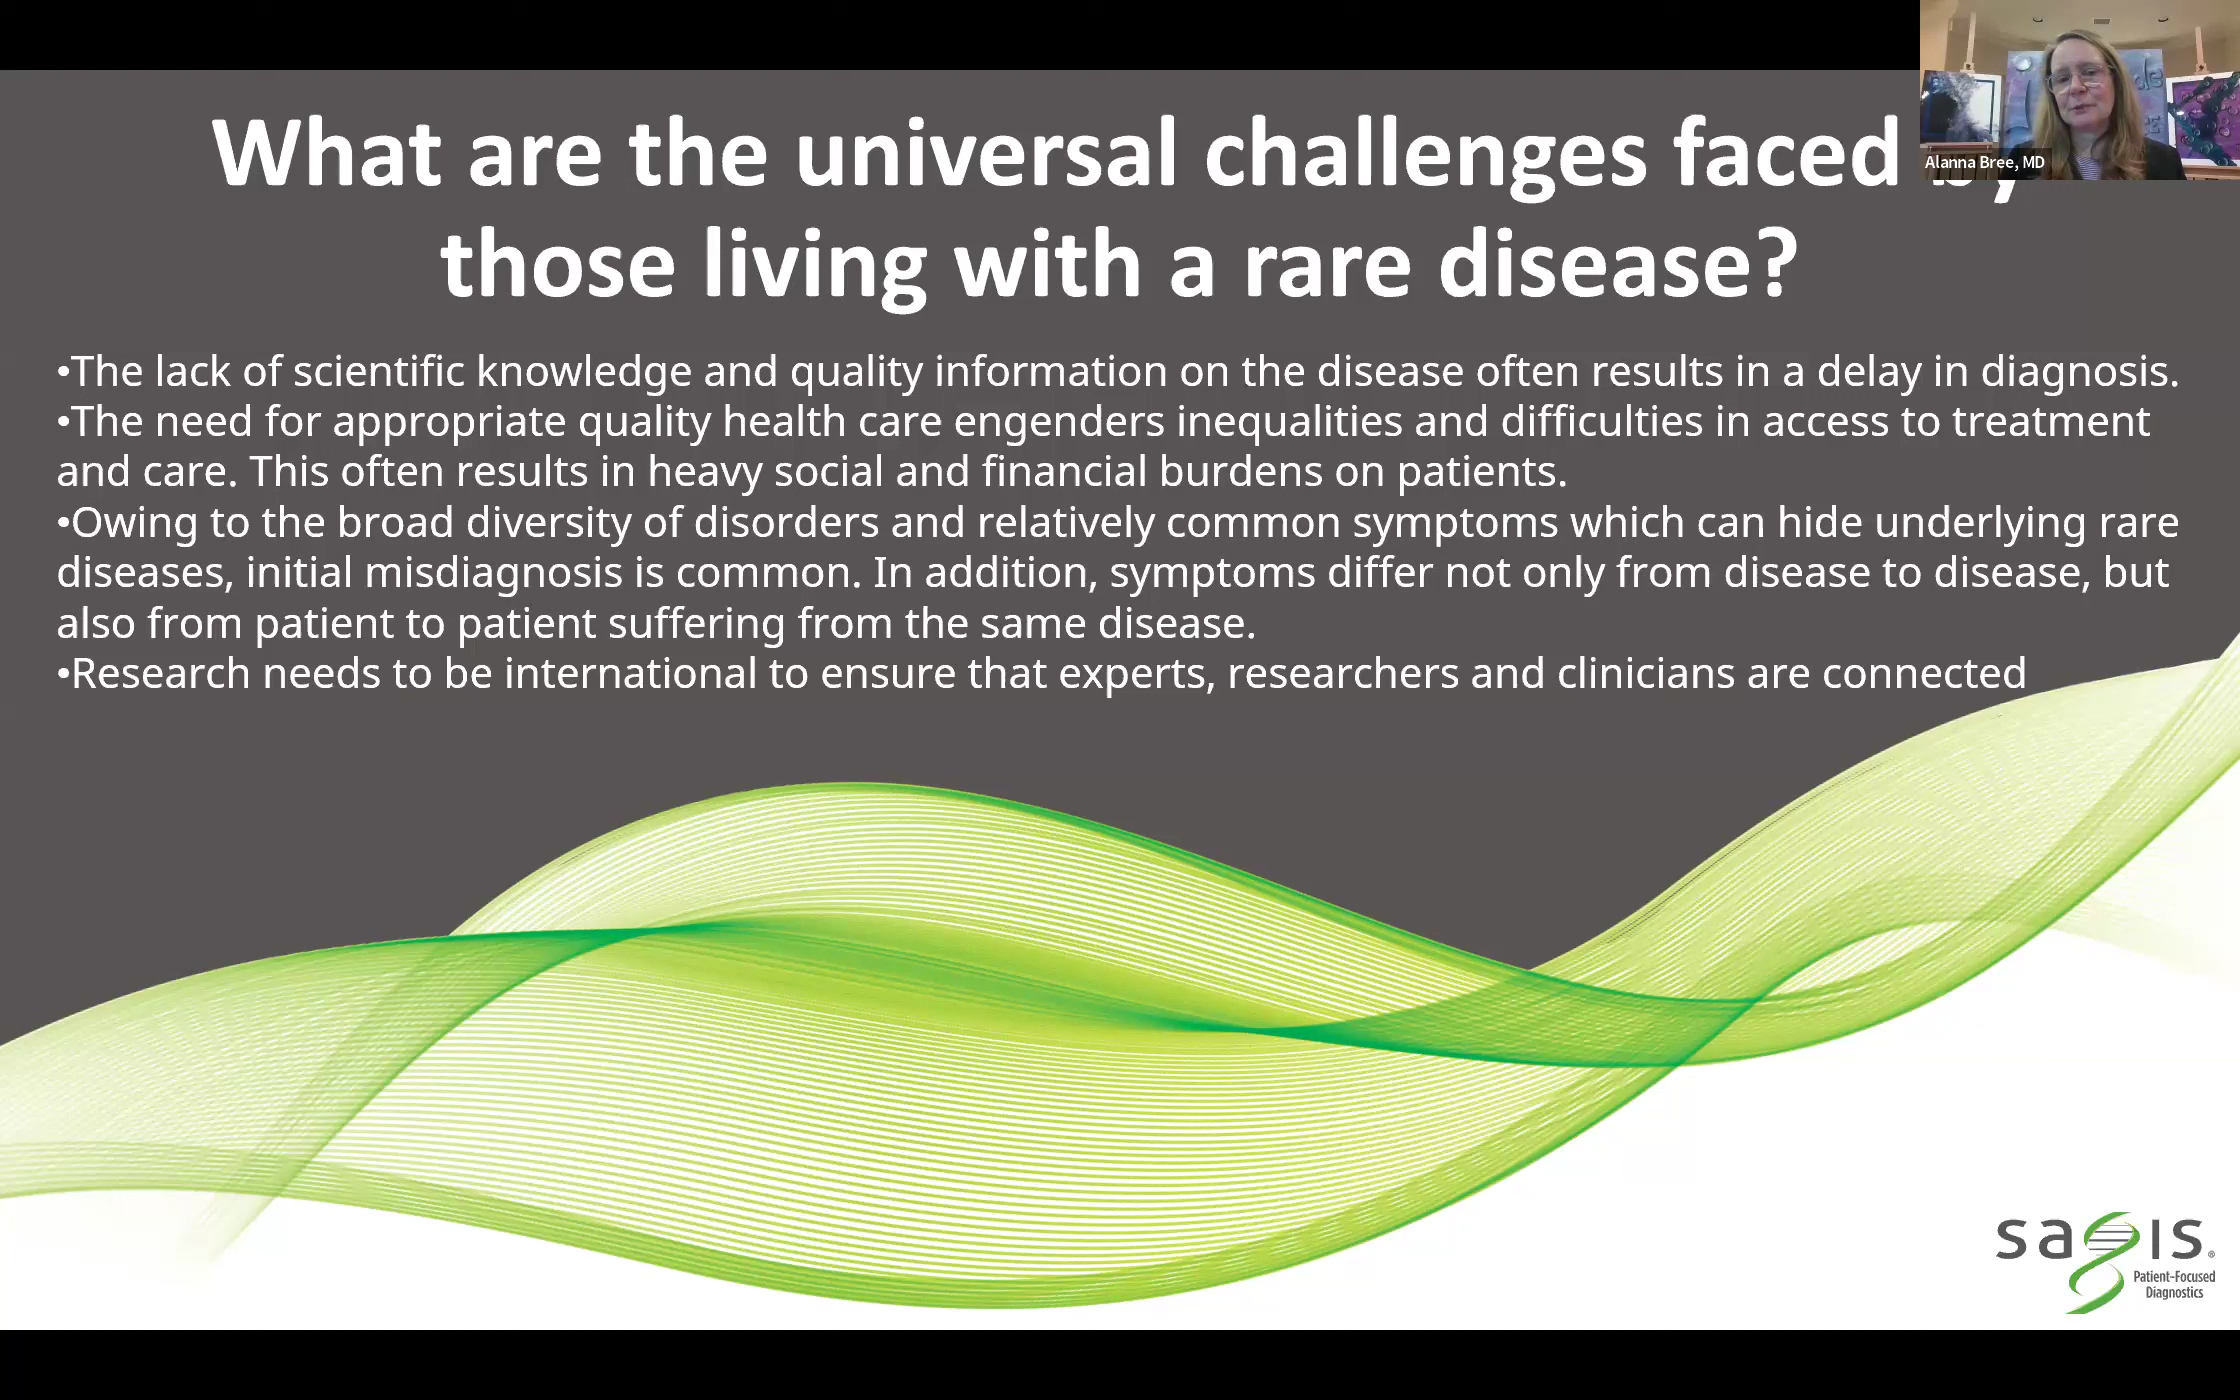 What are the universal challenges faced by
those living with a rare disease?
Alanna Bree, MD
•The lack of scientific knowledge and quality information on the disease often results in a delay in diagnosis.
•The need for appropriate quality health care engenders inequalities and difficulties in access to treatment
and care. This often results in heavy social and financial burdens on patients.
•Owing to the broad diversity of disorders and relatively common symptoms which can hide underlying rare
diseases, initial misdiagnosis is common. In addition, symptoms differ not only from disease to disease, but
also from patient to patient suffering from the same disease.
•Research needs to be international to ensure that experts, researchers and clinicians are connected
sagis®
Patient-Focused
Diagnostics